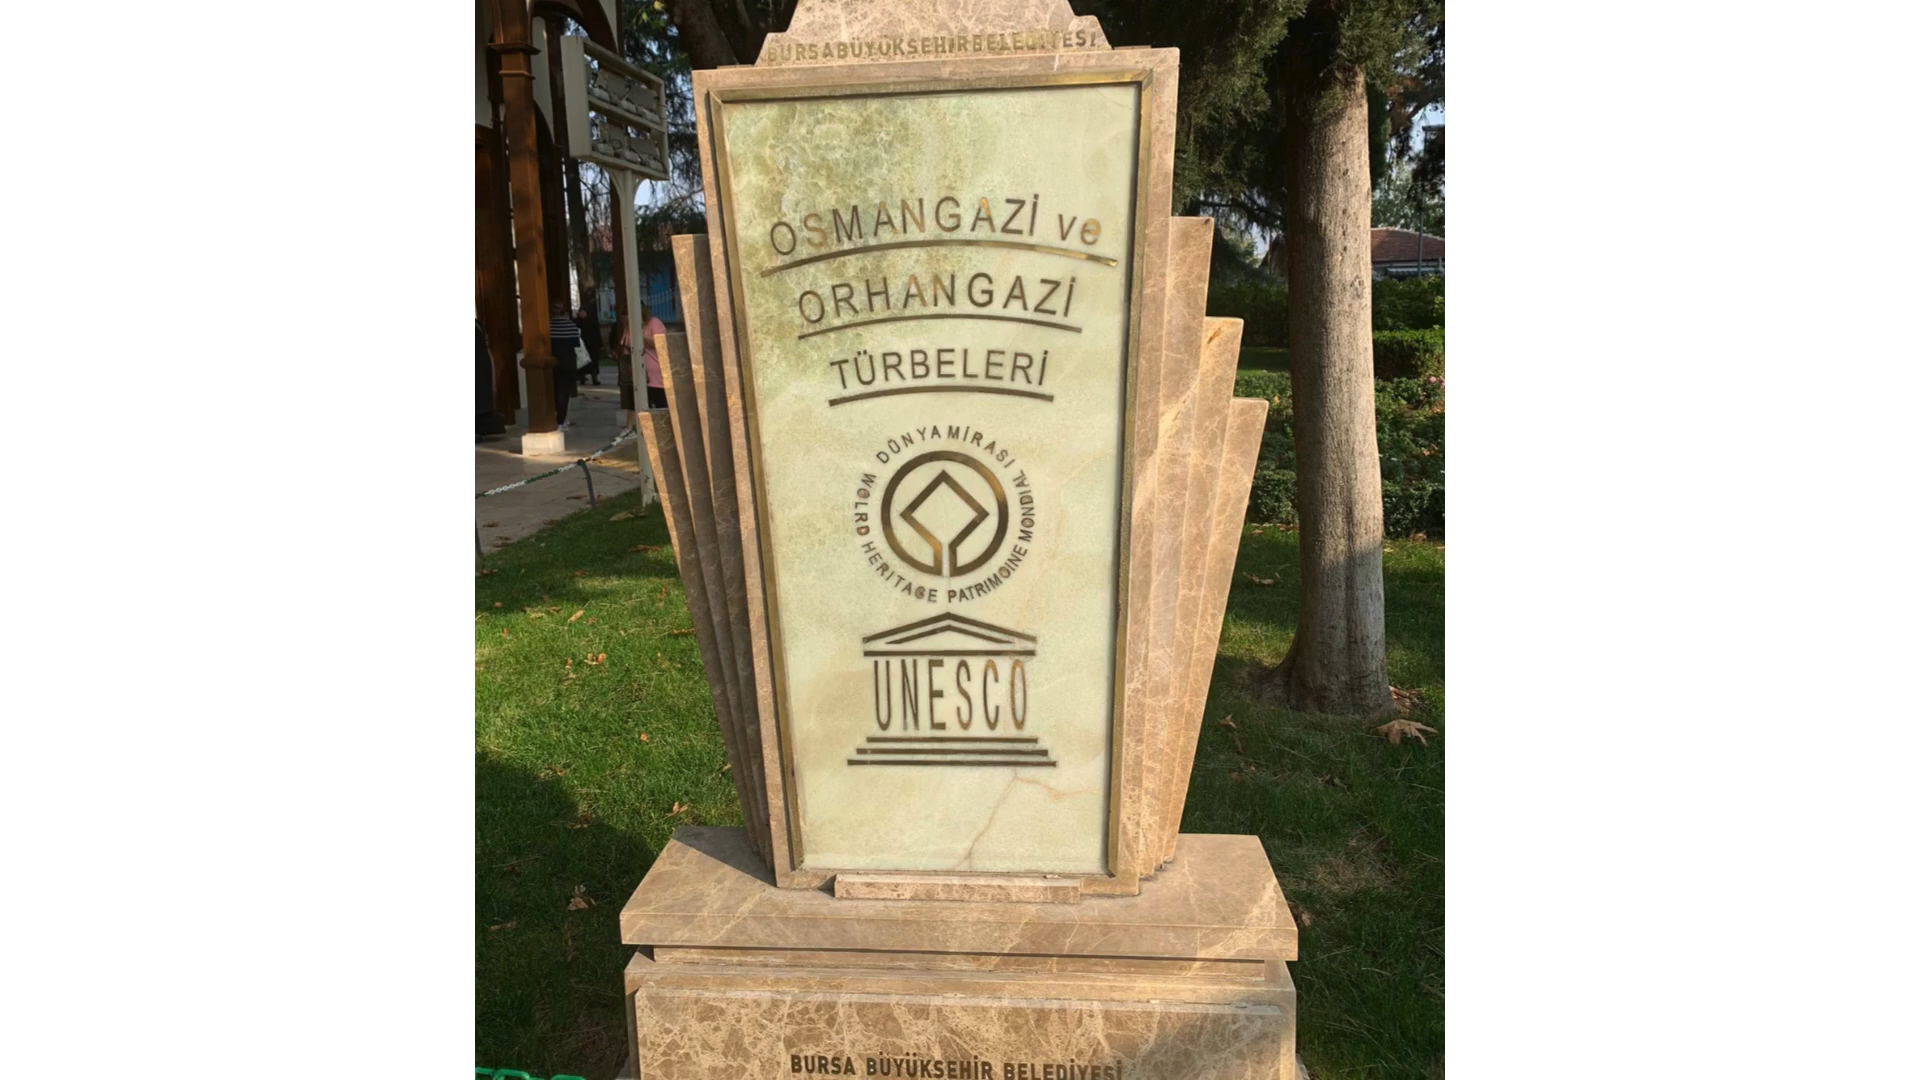 BURSA BÜYÜKŞEHİR BELEDİYESİ
OSMANGAZİ ve
ORHANGAZİ
TÜRBELERİ
DÜNYA MİRASI
WOLRD HERITAGE PATRIMOINE MONDIAL
UNESCO
BURSA BÜYÜKŞEHİR BELEDİYESİ